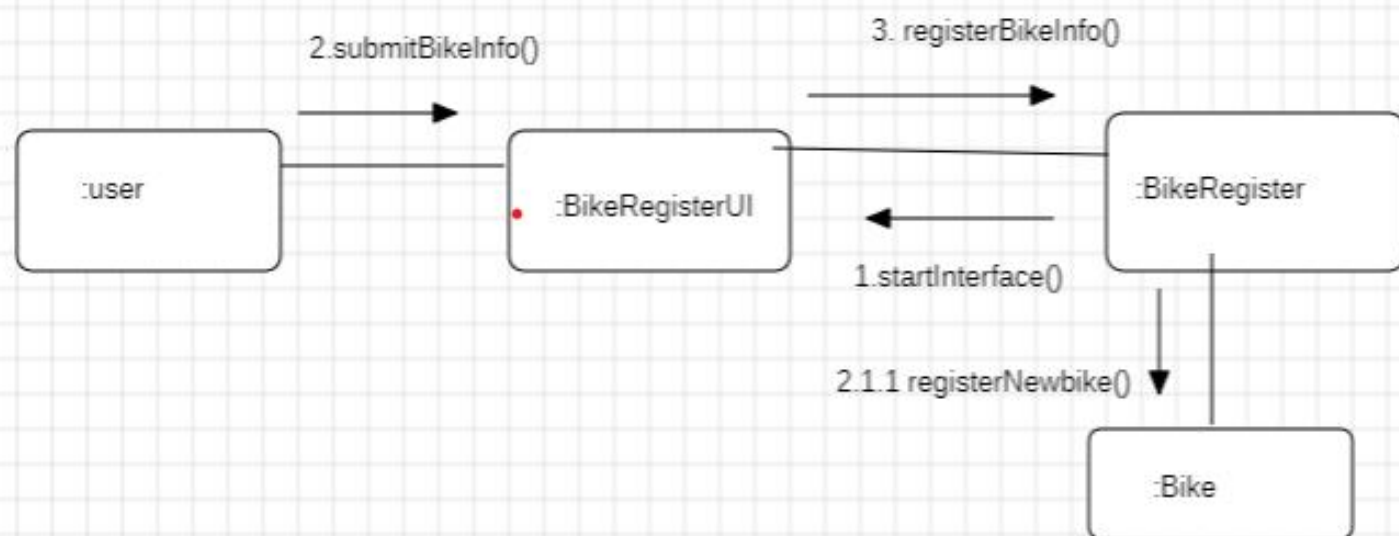 3. registerBikeInfo()
2.submitBikeInfo()
:user
:BikeRegisterUI
:BikeRegister
1.startInterface()
2.1.1 registerNewbike()
:Bike